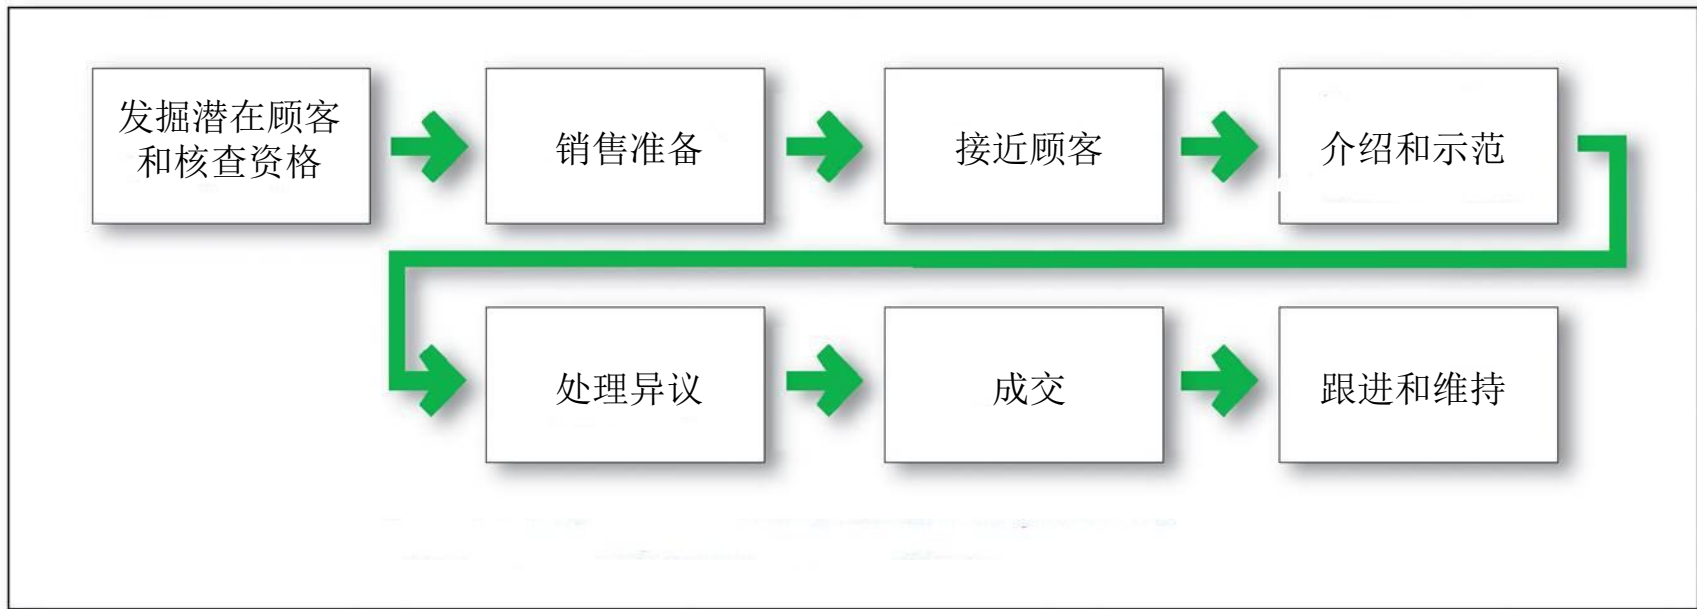 发掘潜在顾客
和核查资格
销售准备
接近顾客
介绍和示范
处理异议
成交
跟进和维持